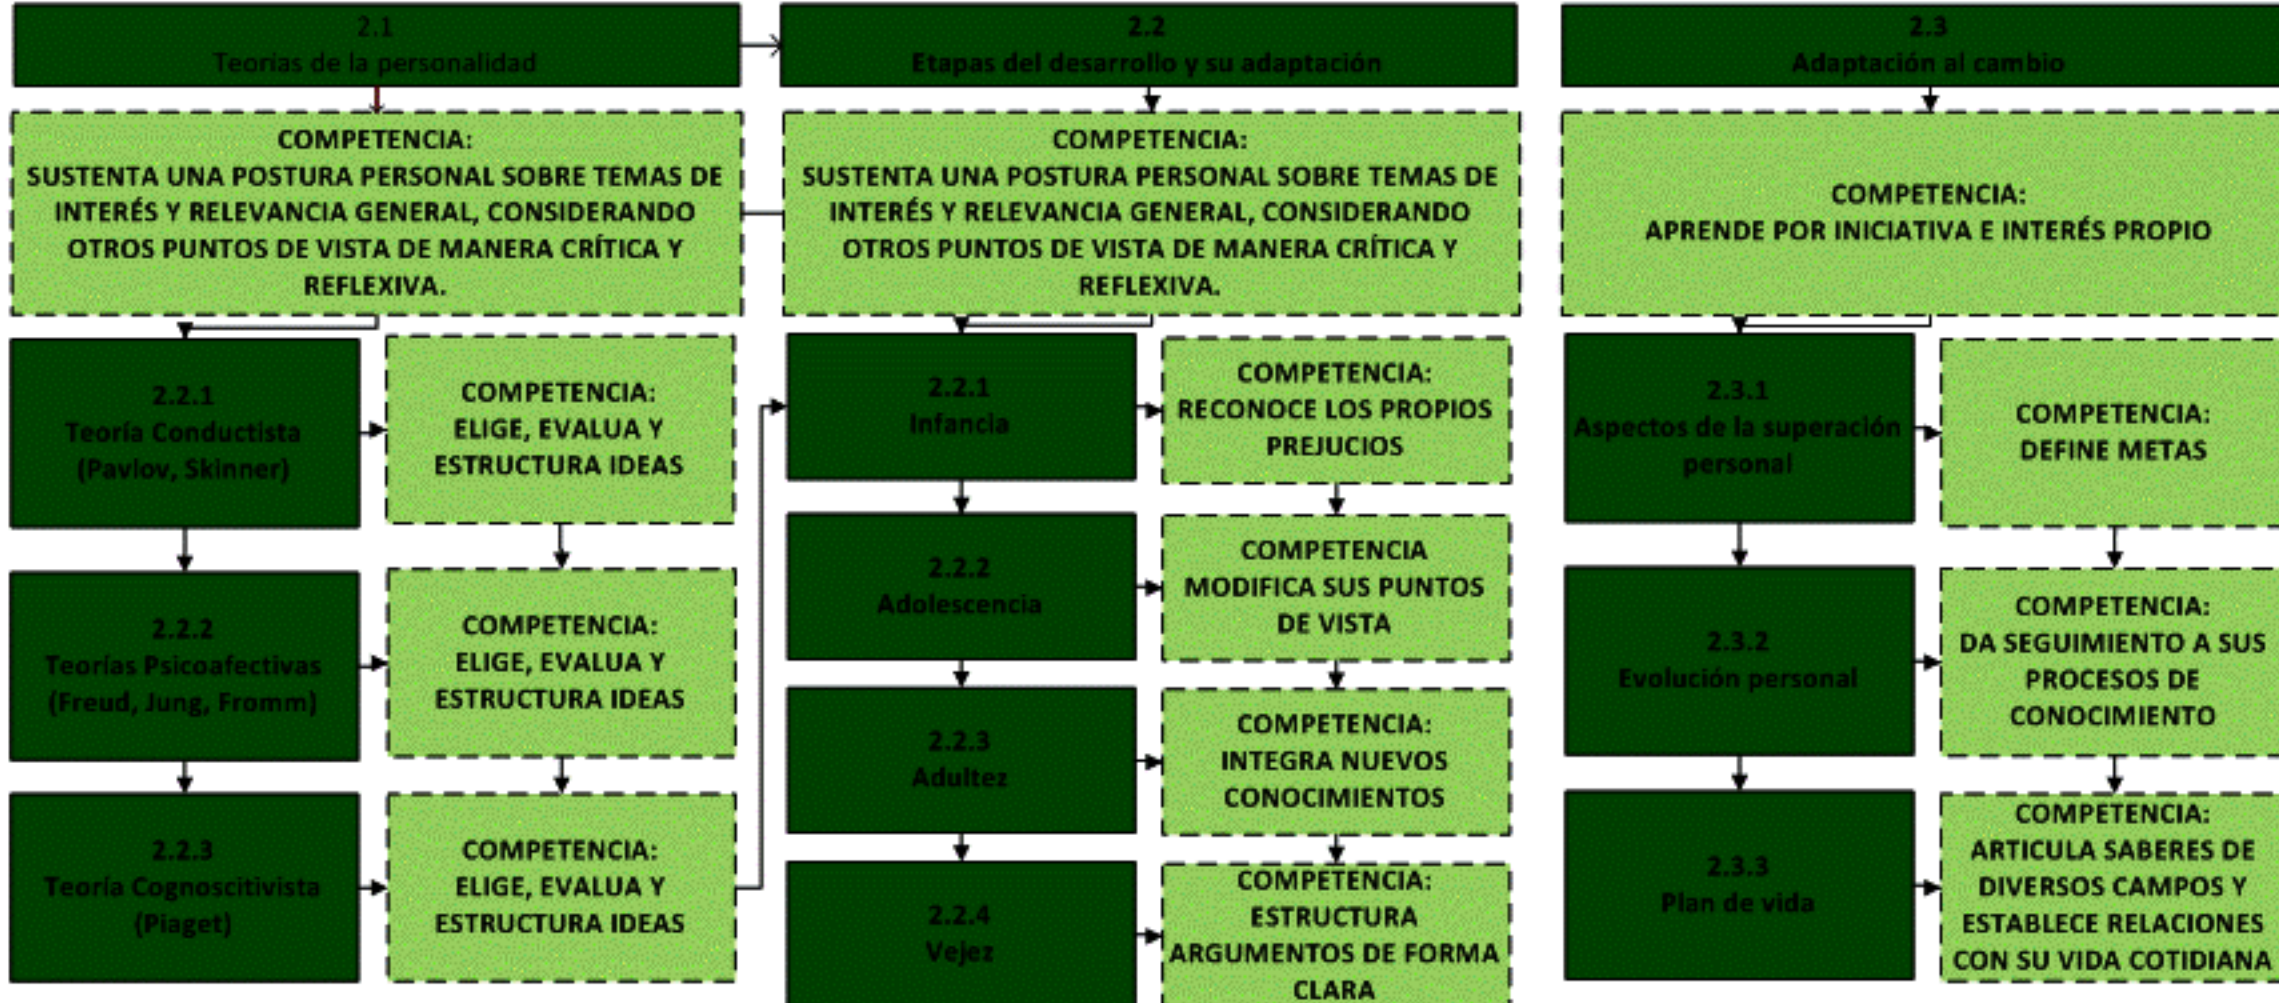 2.1
Teorías de la personalidad
COMPETENCIA:
SUSTENTA UNA POSTURA PERSONAL SOBRE TEMAS DE
INTERÉS Y RELEVANCIA GENERAL, CONSIDERANDO
OTROS PUNTOS DE VISTA DE MANERA CRÍTICA Y
REFLEXIVA.
2.2.1
Teoría Conductista
(Pavlov, Skinner)
COMPETENCIA:
ELIGE, EVALUA Y
ESTRUCTURA IDEAS
2.2.2
Teorías Psicoafectivas
(Freud, Jung, Fromm)
COMPETENCIA:
ELIGE, EVALUA Y
ESTRUCTURA IDEAS
2.2.3
Teoría Cognoscitivista
(Piaget)
COMPETENCIA:
ELIGE, EVALUA Y
ESTRUCTURA IDEAS
2.2
Etapas del desarrollo y su adaptación
COMPETENCIA:
SUSTENTA UNA POSTURA PERSONAL SOBRE TEMAS DE
INTERÉS Y RELEVANCIA GENERAL, CONSIDERANDO
OTROS PUNTOS DE VISTA DE MANERA CRÍTICA Y
REFLEXIVA.
2.2.1
Infancia
COMPETENCIA:
RECONOCE LOS PROPIOS
PREJUCIOS
2.2.2
Adolescencia
COMPETENCIA
MODIFICA SUS PUNTOS
DE VISTA
2.2.3
Adultez
COMPETENCIA:
INTEGRA NUEVOS
CONOCIMIENTOS
2.2.4
Vejez
COMPETENCIA:
ESTRUCTURA
ARGUMENTOS DE FORMA
CLARA
2.3
Adaptación al cambio
COMPETENCIA:
APRENDE POR INICIATIVA E INTERÉS PROPIO
2.3.1
Aspectos de la superación
personal
COMPETENCIA:
DEFINE METAS
2.3.2
Evolución personal
COMPETENCIA:
DA SEGUIMIENTO A SUS
PROCESOS DE
CONOCIMIENTO
2.3.3
Plan de vida
COMPETENCIA:
ARTICULA SABERES DE
DIVERSOS CAMPOS Y
ESTABLECE RELACIONES
CON SU VIDA COTIDIANA